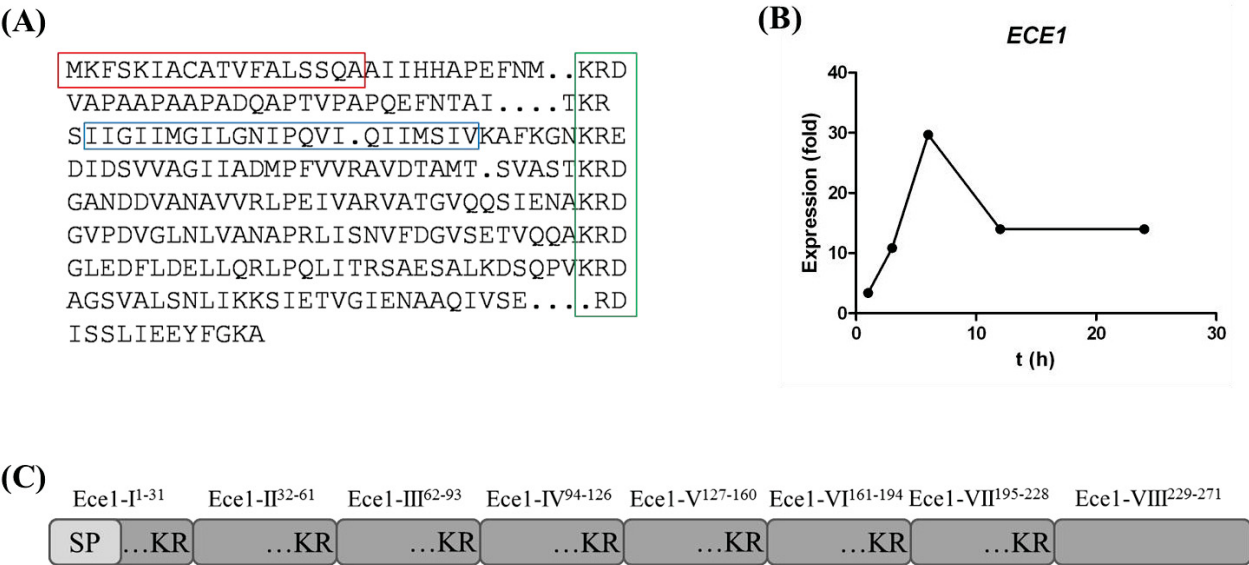 (A)
MKFSKIACATVFALSSQAAIIHHAPEFNM..KRD
VAPAAPAAPADQAPTVPAPQEFNTAI....TKR
SIIGIIMGILGNIPQVI.QIIMSIVKAFKGNKRE
DIDSVVAGIIADMPFVVRAVDTAMT.SVASTKRD
GANDDVANAVVRLPEIVARVATGVQQSIENAKRD
GVPDVGLNLVANAPRLISNVFDGVSETVQQAKRD
GLEDFLDELLQRLPQLITRSAESALKDSQPVKRD
AGSVALSNLIKKSIETVGIENAAQIVSE....RD
ISSLIEEYFGKA
(B)
ECE1
Expression (fold)
40
30
20
10
0
0 10 20 30
t (h)
(C)
Ece1-I1-31 Ece1-II32-61 Ece1-III62-93 Ece1-IV94-126 Ece1-V127-160 Ece1-VI161-194 Ece1-VII195-228 Ece1-VIII229-271
SP …KR …KR …KR …KR …KR …KR …KR